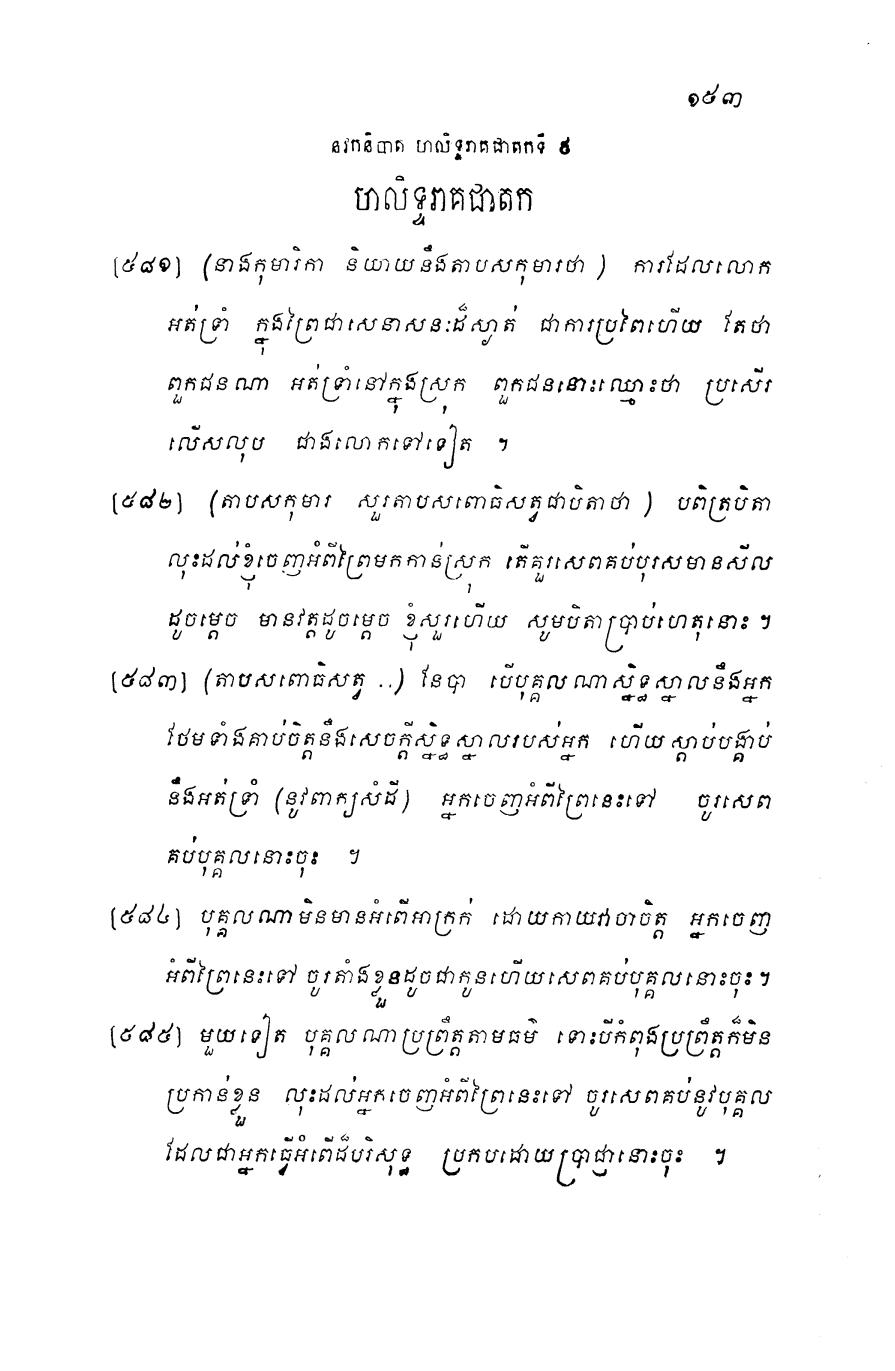 ១៥៣
នវកនិបាត ហលិទ្ទរាគជាតកទី ៩
ហលិទ្ទរាគជាតក
[៥៨១] (នាងកុមារិកា និយាយនឹងតាបសកុមារថា ) ការដែលលោក
អត់ទ្រាំ ក្នុងព្រៃជាសេនាសនៈដ៏ស្ងាត់ ជាការប្រពៃហើយ តែថា
ពួកជនណា អត់ទ្រាំនៅក្នុងស្រុក ពួកជននោះឈ្មោះថា ប្រសើរ
លើសលុប ជាងលោកទៅទៀត ។
[៥៨២] (តាបសកុមារ សួរតាបសពោធិសត្វជាបិតាថា ) បពិត្របិតា
លុះដល់ខ្ញុំចេញអំពីព្រៃមកកាន់ស្រុក តើគួរសេពគប់បុរសមានសីល
ដូចម្តេច មានវត្តដូចម្តេច ខ្ញុំសួរហើយ សូមបិតាប្រាប់ហេតុនោះ ។
[៥៨៣] (តាបសពោធិសត្វ ..) នែបា បើបុគ្គលណាស្និទ្ធស្នាលនឹងអ្នក
ថែមទាំងគាប់ចិត្តនឹងសេចក្តីស្និទ្ធស្នាលរបស់អ្នក ហើយស្តាប់បង្គាប់
នឹងអត់ទ្រាំ (នូវពាក្យសំដី) អ្នកចេញអំពីព្រៃនេះទៅ ចូរសេព
គប់បុគ្គលនោះចុះ ។
[៥៨៤] បុគ្គលណាមិនមានអំពើអាក្រក់ ដោយកាយវាចាចិត្ត អ្នកចេញ
អំពីព្រៃនេះទៅ ចូរតាំងខ្លួនដូចជាកូនហើយសេពគប់បុគ្គលនោះចុះ ។
[៥៨៥] មួយទៀត បុគ្គលណាប្រព្រឹត្តតាមធម៌ ទោះបីកំពុងប្រព្រឹត្តក៏មិន
ប្រកាន់ខ្លួន លុះដល់អ្នកចេញអំពីព្រៃនេះទៅ ចូរសេពគប់នូវបុគ្គល
ដែលជាអ្នកធ្វើអំពើដ៏បរិសុទ្ធ ប្រកបដោយប្រាជ្ញានោះចុះ ។